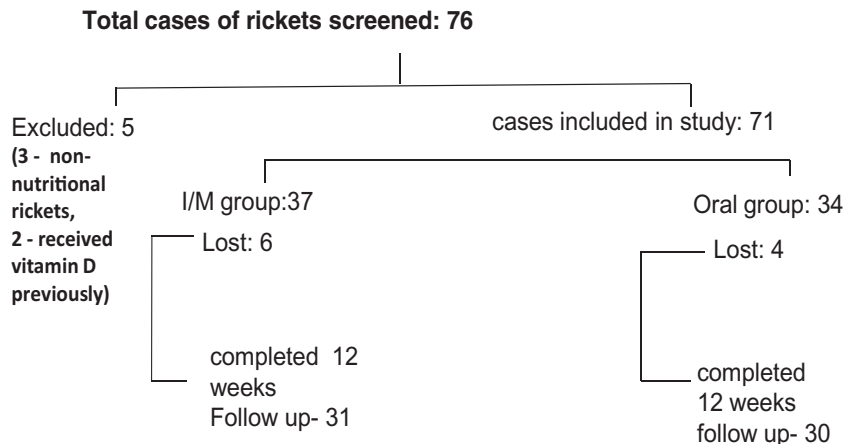 Total cases of rickets screened: 76
Excluded: 5
(3 - non-
nutritional
rickets,
2 - received
vitamin D
previously)
cases included in study: 71
I/M group:37
Lost: 6
completed 12
weeks
Follow up- 31
Oral group: 34
Lost: 4
completed
12 weeks
follow up- 30